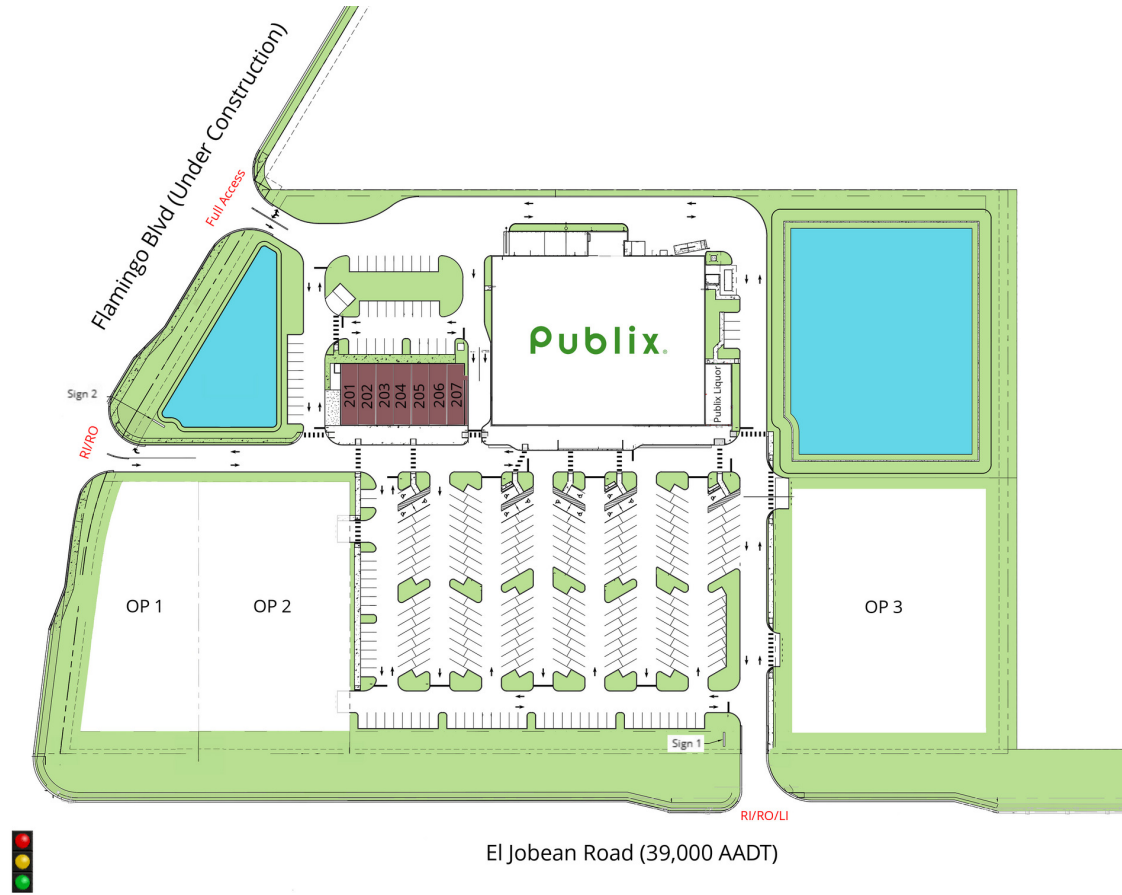 Flamingo Blvd (Under Construction)
Full Access
Publix
Publix Liquor
201
202
203
204
205
206
207
Sign 2
RI/RO
OP 1
OP 2
OP 3
Sign 1
RI/RO/LI
El Jobean Road (39,000 AADT)